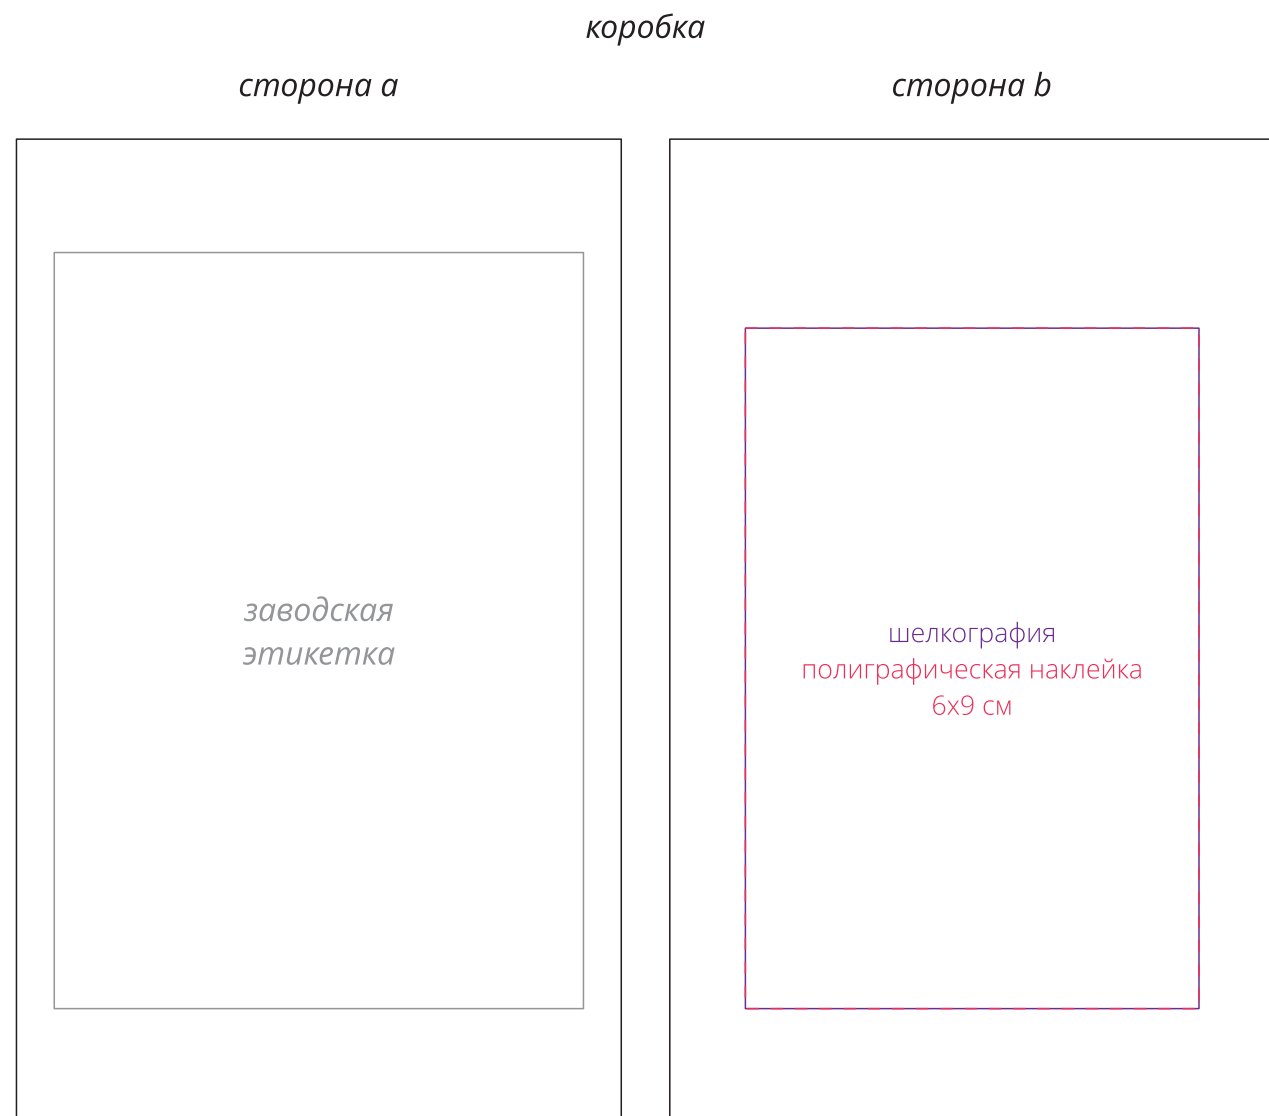 коробка
сторона a
сторона b
заводская
этикетка
шелкография
полиграфическая наклейка
6х9 см